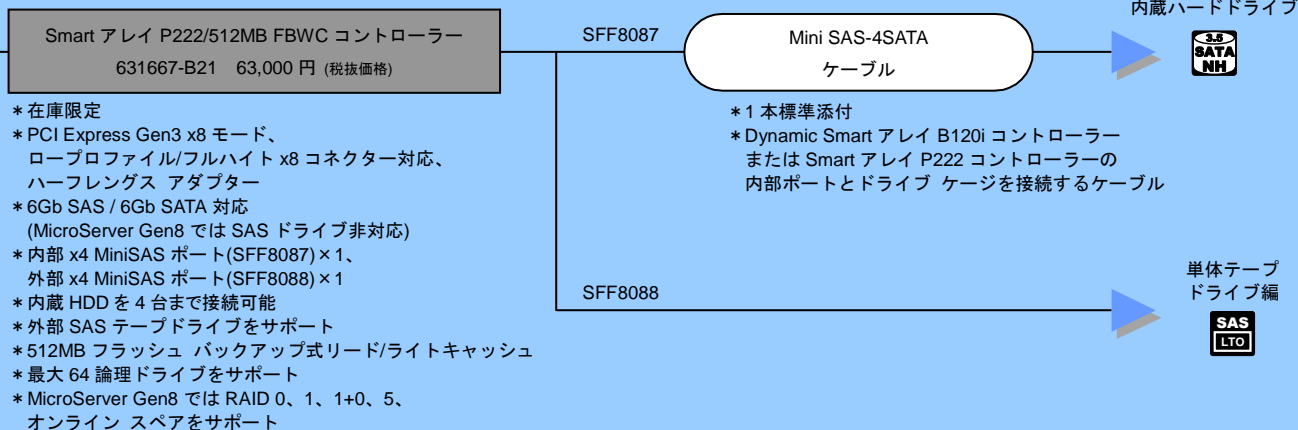 内蔵ハードドライブ
Smart アレイ P222/512MB FBWC コントローラー
631667-B21 63,000 円 (税抜価格)
SFF8087
Mini SAS-4SATA
ケーブル
3.5
SATA
NH
＊在庫限定
＊PCI Express Gen3 x8 モード、
ロープロファイル/フルハイト x8 コネクター対応、
ハーフレングス アダプター
＊6Gb SAS / 6Gb SATA 対応
(MicroServer Gen8 では SAS ドライブ非対応)
＊内部 x4 MiniSAS ポート(SFF8087)×1、
外部 x4 MiniSAS ポート(SFF8088)×1
＊内蔵 HDD を 4 台まで接続可能
＊外部 SAS テープドライブをサポート
＊512MB フラッシュ バックアップ式リード/ライトキャッシュ
＊最大 64 論理ドライブをサポート
＊MicroServer Gen8 では RAID 0、1、1+0、5、
オンライン スペアをサポート
＊1 本標準添付
＊Dynamic Smart アレイ B120i コントローラー
または Smart アレイ P222 コントローラーの
内部ポートとドライブ ケージを接続するケーブル
SFF8088
単体テープ
ドライブ編
SAS
LTO